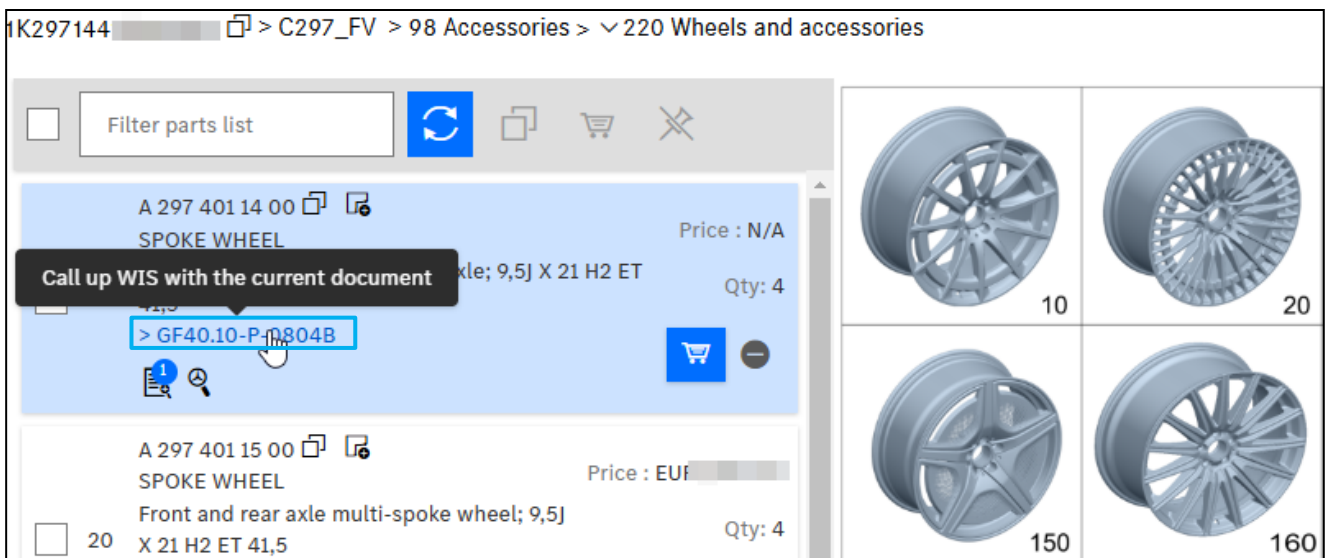 1K297144 > C297_FV > 98 Accessories > 220 Wheels and accessories
Filter parts list
A 297 401 14 00
SPOKE WHEEL
Price : N/A
Call up WIS with the current document
xle; 9,5J X 21 H2 ET
41,5
Qty: 4
> GF40.10-P-0804B
1
A 297 401 15 00
SPOKE WHEEL
Price : EUR
Front and rear axle multi-spoke wheel; 9,5J
20 X 21 H2 ET 41,5
Qty: 4
10
20
150
160